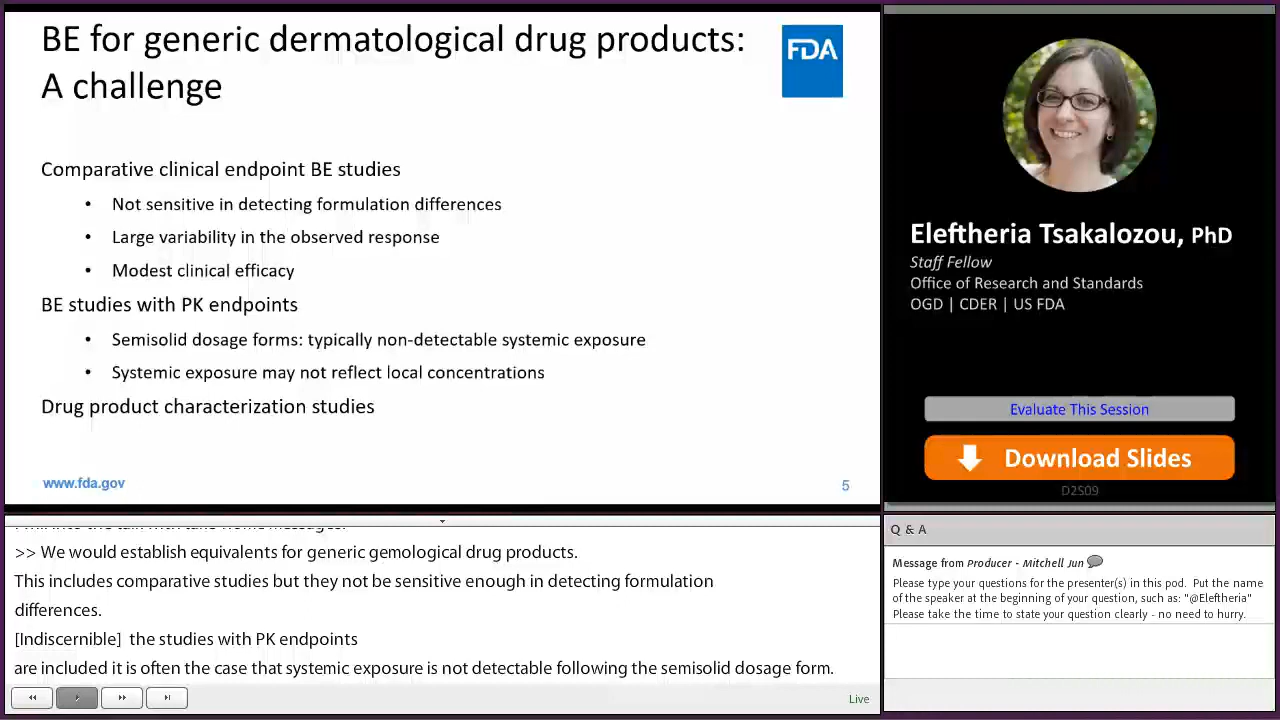 BE for generic dermatological drug products:
A challenge
FDA
Comparative clinical endpoint BE studies
• Not sensitive in detecting formulation differences
• Large variability in the observed response
• Modest clinical efficacy
BE studies with PK endpoints
• Semisolid dosage forms: typically non-detectable systemic exposure
• Systemic exposure may not reflect local concentrations
Drug product characterization studies
www.fda.gov
5
Eleftheria Tsakalozou, PhD
Staff Fellow
Office of Research and Standards
OGD | CDER | US FDA
Evaluate This Session
Download Slides
D2S09
>> We would establish equivalents for generic gemological drug products.
This includes comparative studies but they not be sensitive enough in detecting formulation
differences.
[Indiscernible]  the studies with PK endpoints
are included it is often the case that systemic exposure is not detectable following the semisolid dosage form.
Live
Q & A
Message from Producer - Mitchell Jun
Please type your questions for the presenter(s) in this pod.  Put the name
of the speaker at the beginning of your question, such as: "@Eleftheria"
Please take the time to state your question clearly - no need to hurry.